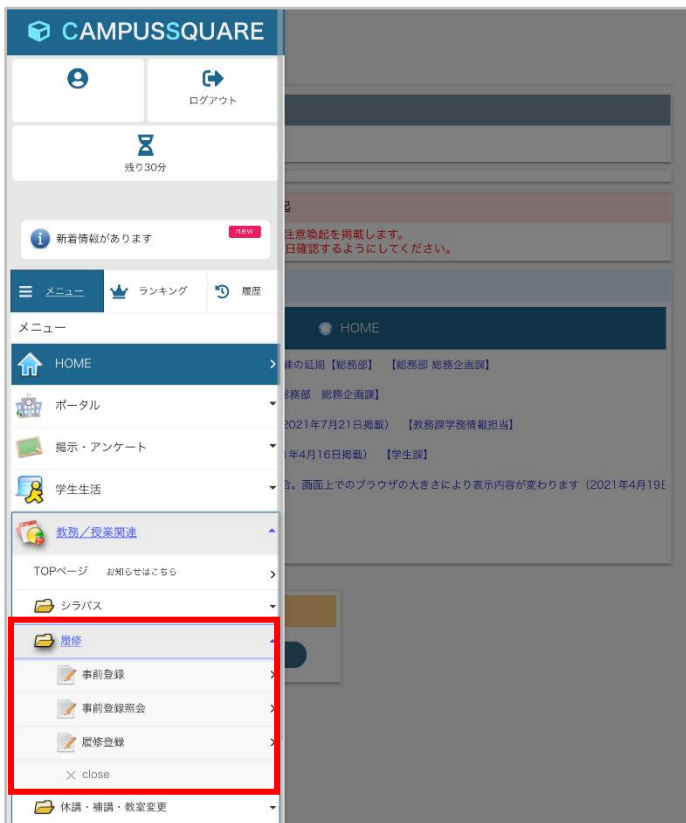 CAMPUSSQUARE
ログアウト
残り30分
新着情報があります
new
メニュー
ランキング
履歴
メニュー
HOME
ポータル
掲示・アンケート
学生生活
教務/授業関連
TOPページ お知らせはこちら
シラバス
履修
事前登録
事前登録照会
履修登録
× close
休講・補講・教室変更
注意喚起を掲載します。
日確認するようにしてください。
HOME
の延期【総務部】 【総務部 総務企画課】
総務部 総務企画課】
2021年7月21日掲載） 【教務課学務情報担当】
1年4月16日掲載） 【学生課】
合。画面上でのブラウザの大きさにより表示内容が変わります（2021年4月19日